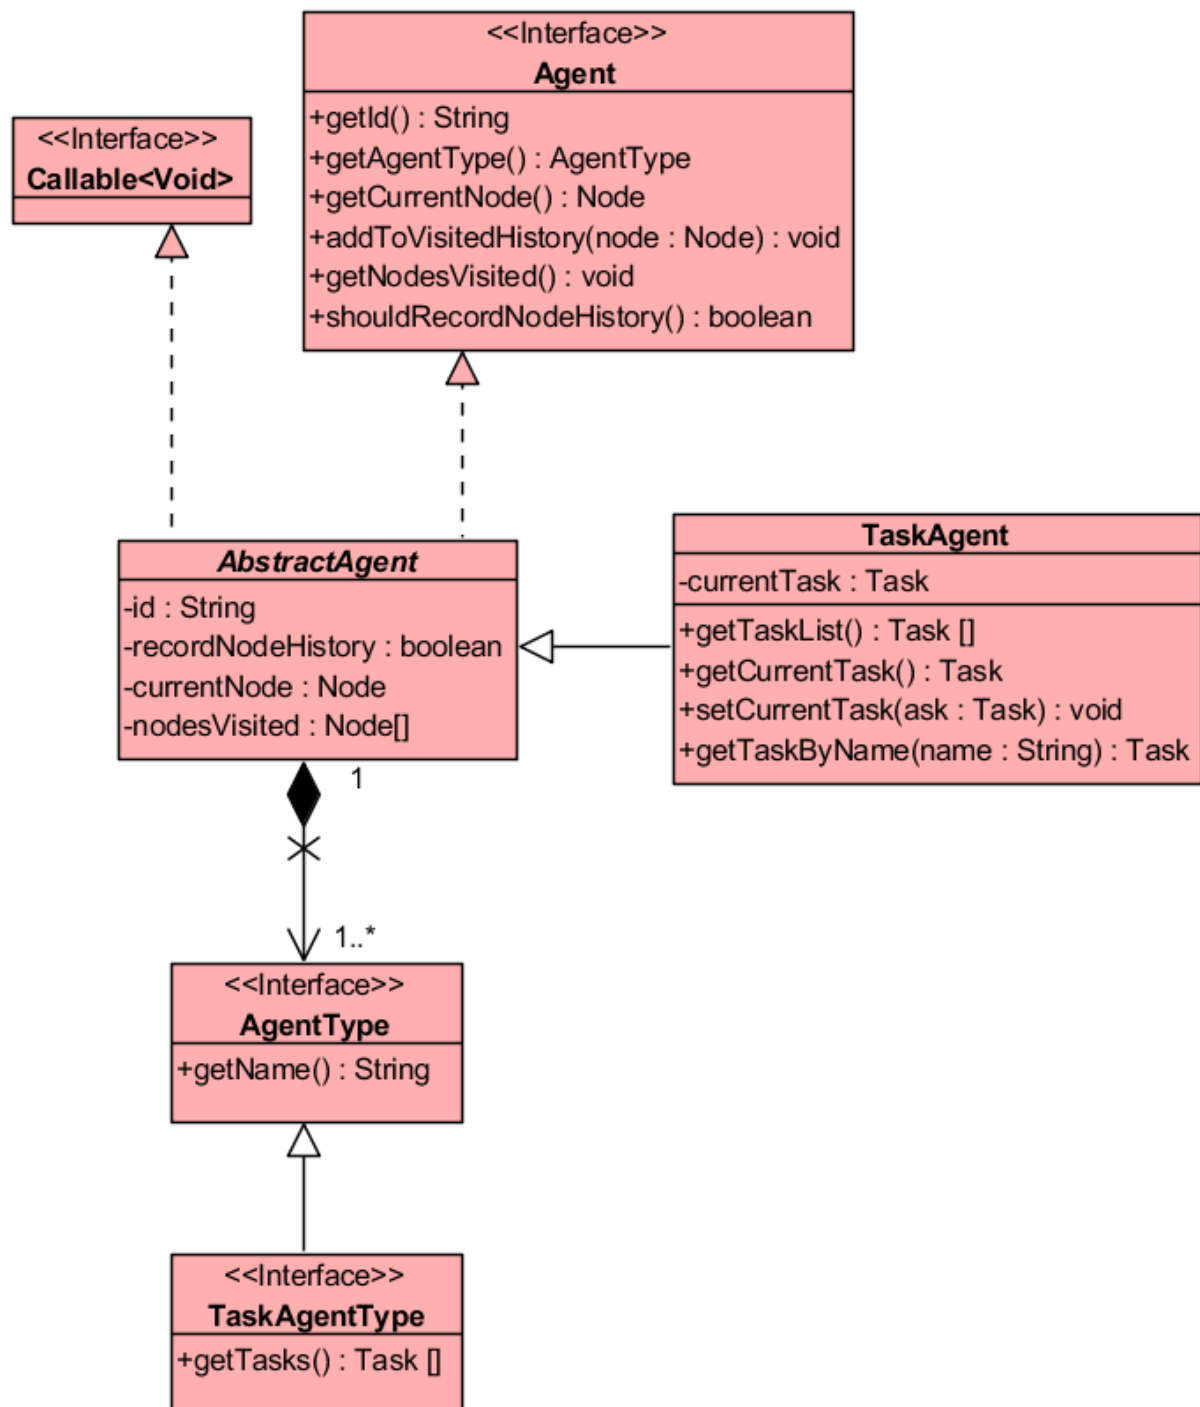 <<Interface>>
Agent
+getId() : String
+getAgentType() : AgentType
+getCurrentNode() : Node
+addToVisitedHistory(node : Node) : void
+getNodesVisited() : void
+shouldRecordNodeHistory() : boolean
<<Interface>>
Callable<Void>
AbstractAgent
-id : String
-recordNodeHistory : boolean
-currentNode : Node
-nodesVisited : Node[]
TaskAgent
-currentTask : Task
+getTaskList() : Task []
+getCurrentTask() : Task
+setCurrentTask(ask : Task) : void
+getTaskByName(name : String) : Task
1
1..*
<<Interface>>
AgentType
+getName() : String
<<Interface>>
TaskAgentType
+getTasks() : Task []